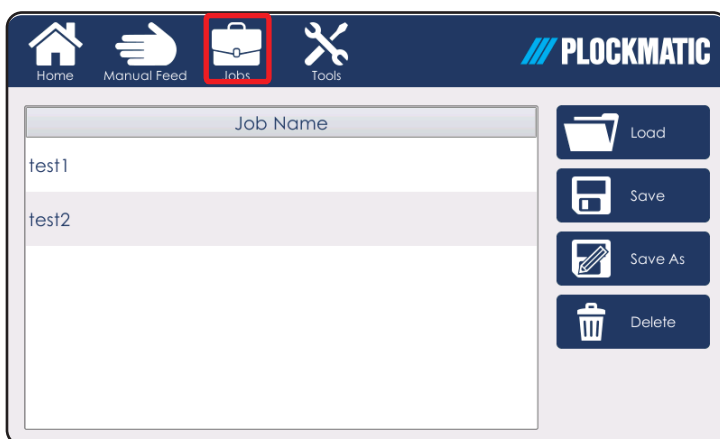 Home Manual Feed Jobs Tools PLOCKMATIC
Job Name
test1
test2
Load
Save
Save As
Delete